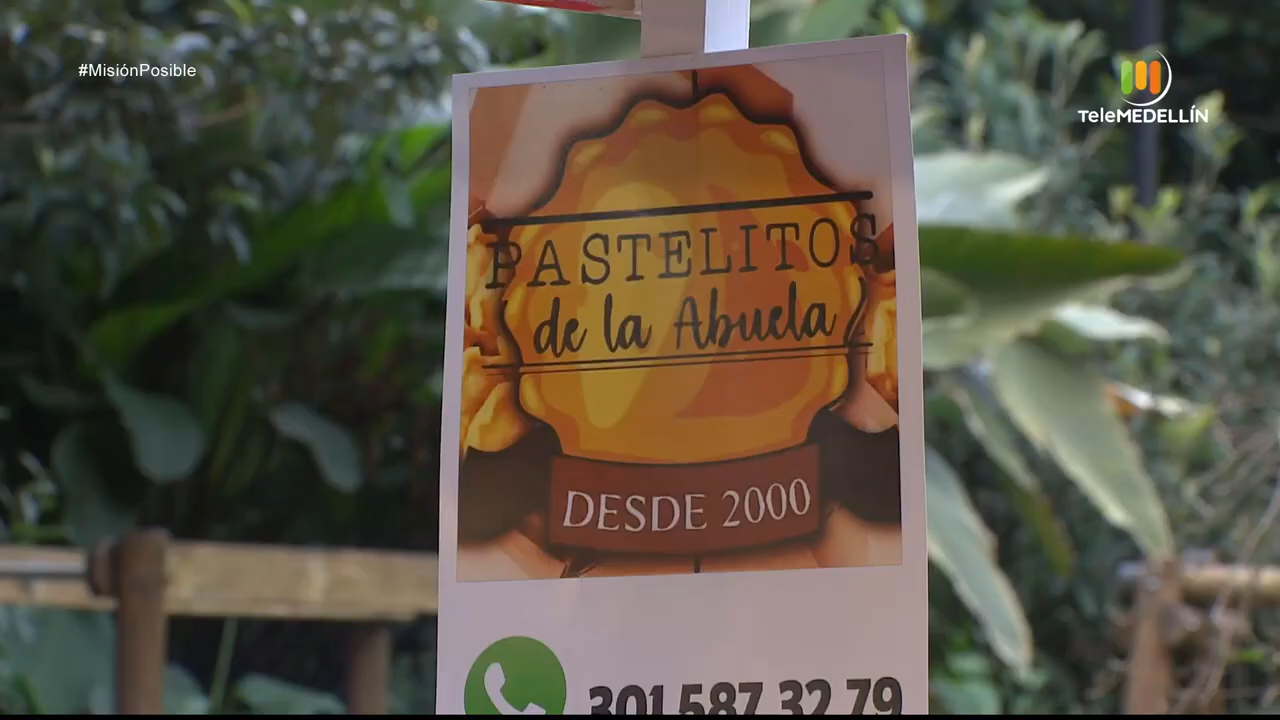 #MisiónPosible
TeleMEDELLÍN
PASTELITOS
de la Abuela
DESDE 2000
301 587 32 79